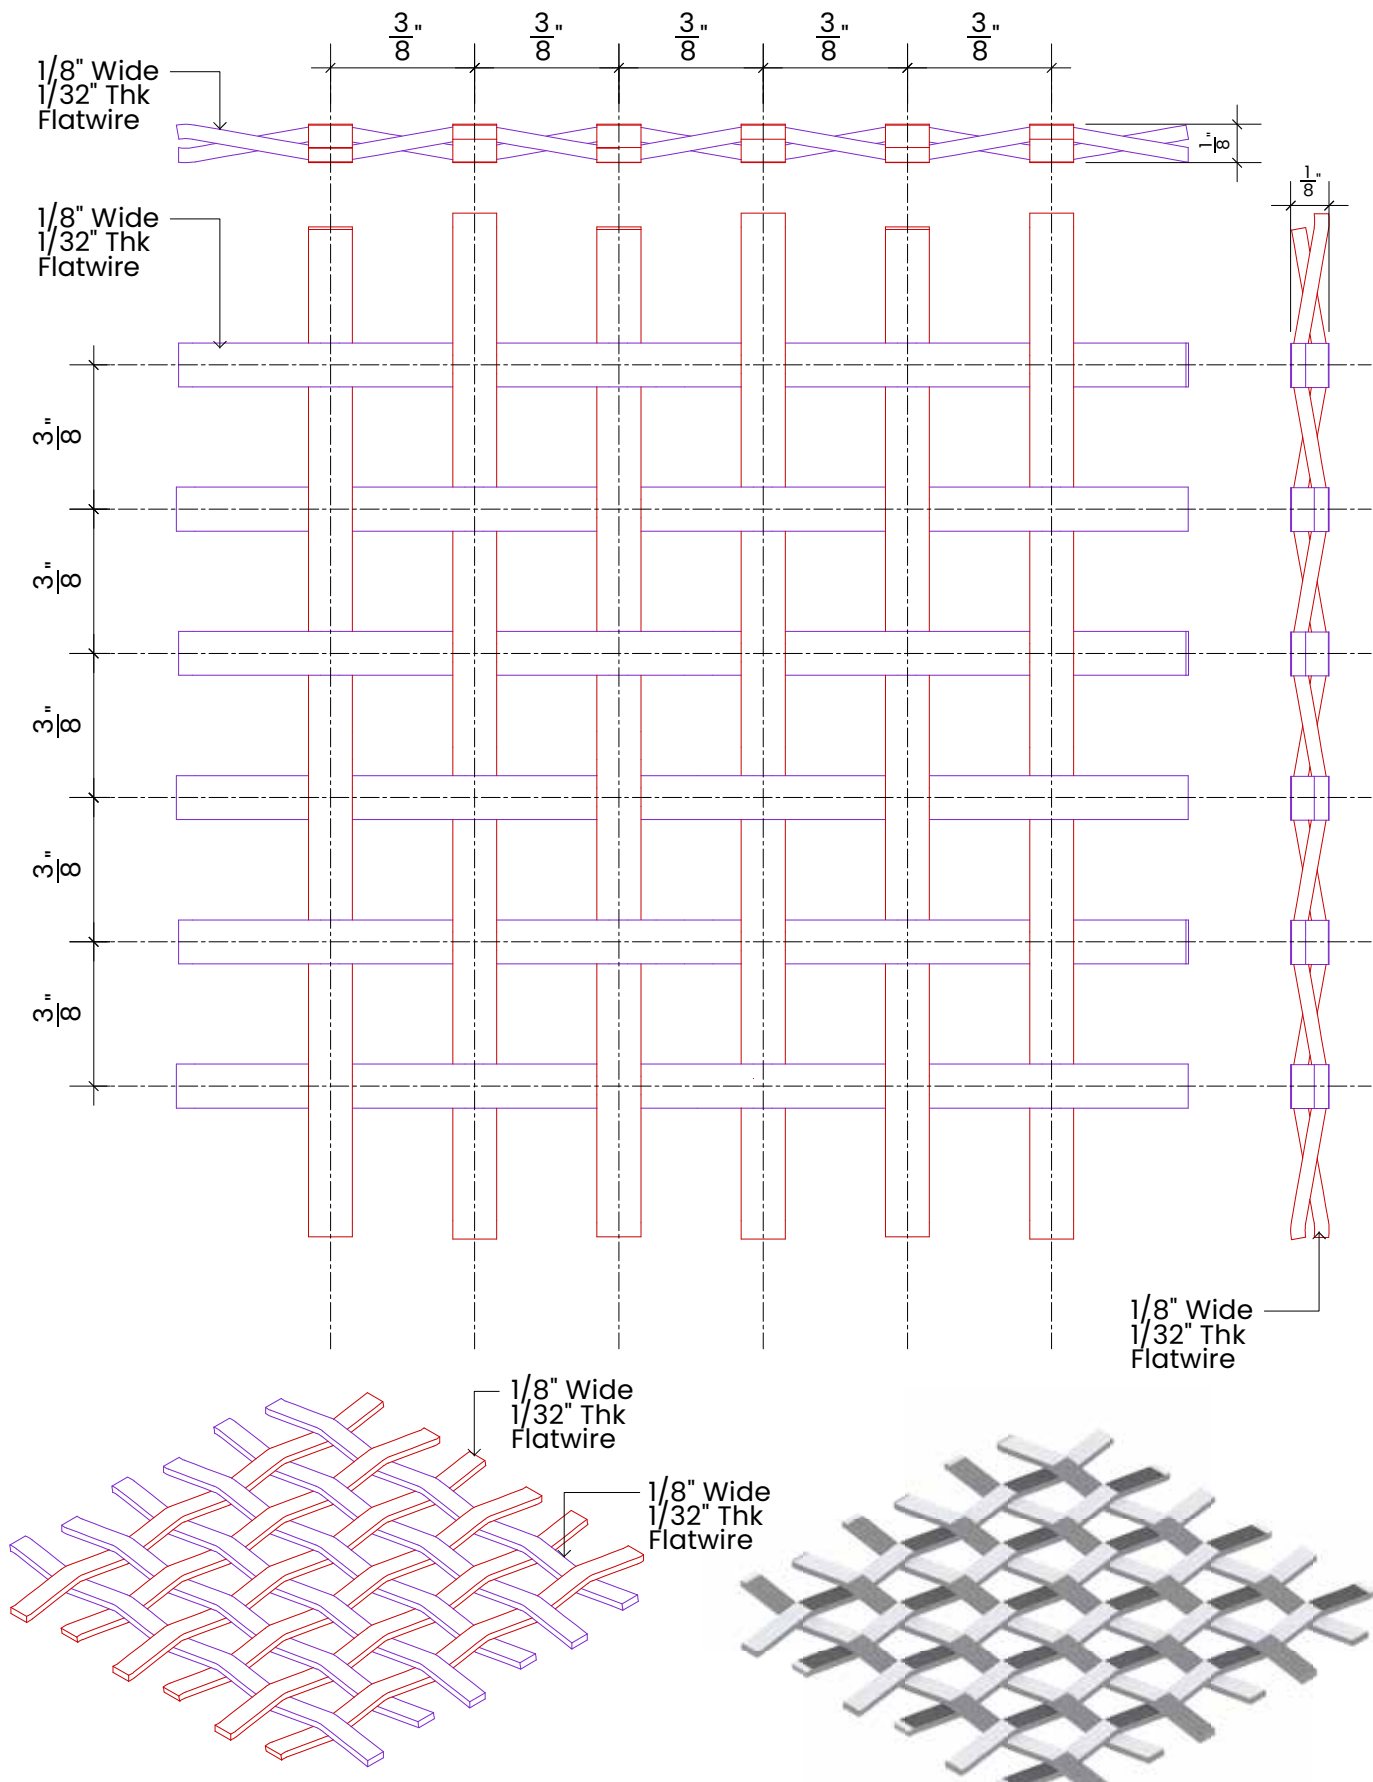 3/8" 3/8" 3/8" 3/8" 3/8"
1/8" Wide
1/32" Thk
Flatwire
1/8"
1/8"
1/8" Wide
1/32" Thk
Flatwire
3/8"
3/8"
3/8"
3/8"
3/8"
1/8" Wide
1/32" Thk
Flatwire
1/8" Wide
1/32" Thk
Flatwire
1/8" Wide
1/32" Thk
Flatwire